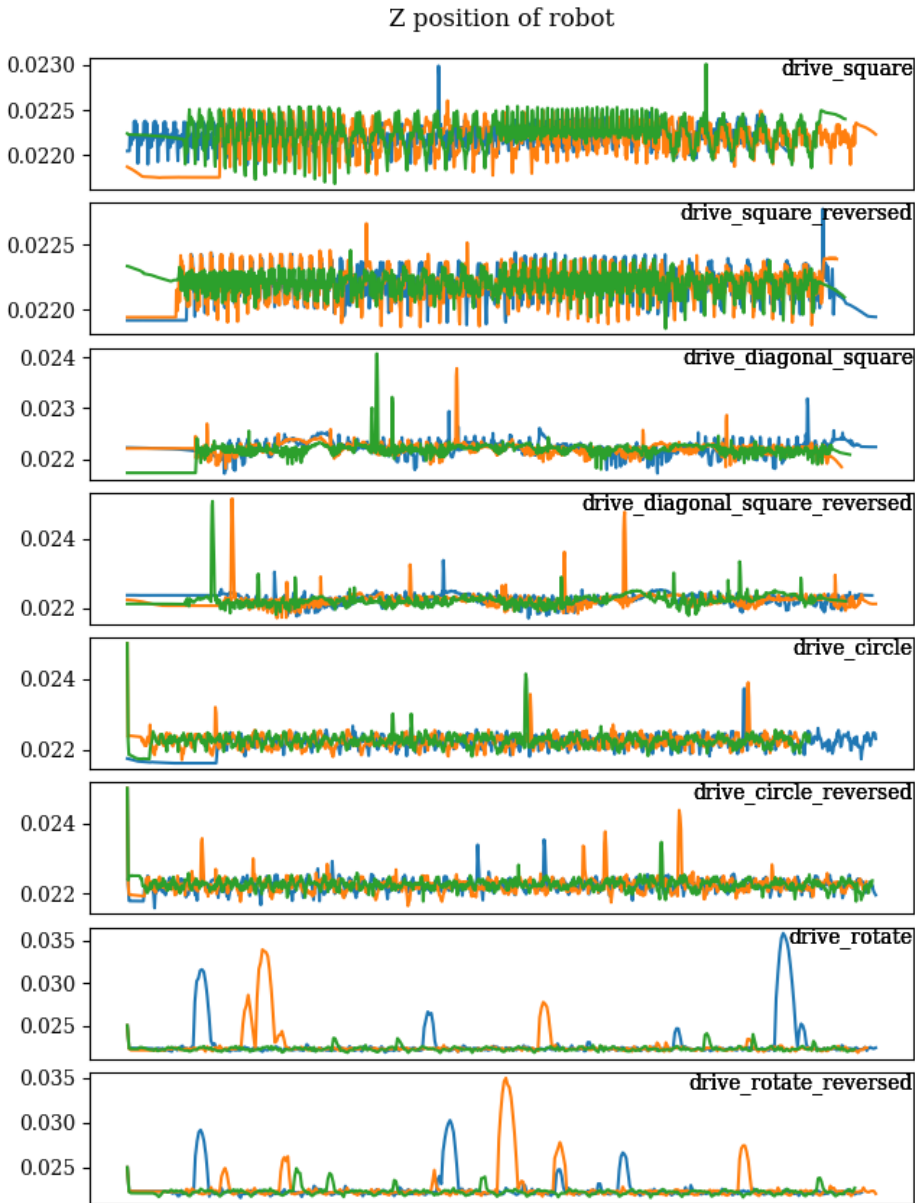 Z position of robot
drive_square
0.0230
0.0225
0.0220
drive_square_reversed
0.0225
0.0220
drive_diagonal_square
0.024
0.023
0.022
drive_diagonal_square_reversed
0.024
0.022
drive_circle
0.024
0.022
drive_circle_reversed
0.024
0.022
drive_rotate
0.035
0.030
0.025
drive_rotate_reversed
0.035
0.030
0.025